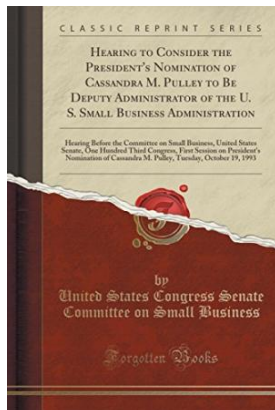 CLASSIC REPRINT SERIES
HEARING TO CONSIDER THE
PRESIDENT'S NOMINATION OF
CASSANDRA M. PULLEY TO BE
DEPUTY ADMINISTRATOR OF THE U.
S. SMALL BUSINESS ADMINISTRATION
Hearing Before the Committee on Small Business, United States
Senate, One Hundred Third Congress, First Session on President's
Nomination of Cassandra M. Pulley, Tuesday, October 19, 1993
by
United States Congress Senate
Committee on Small Business
Forgotten Books